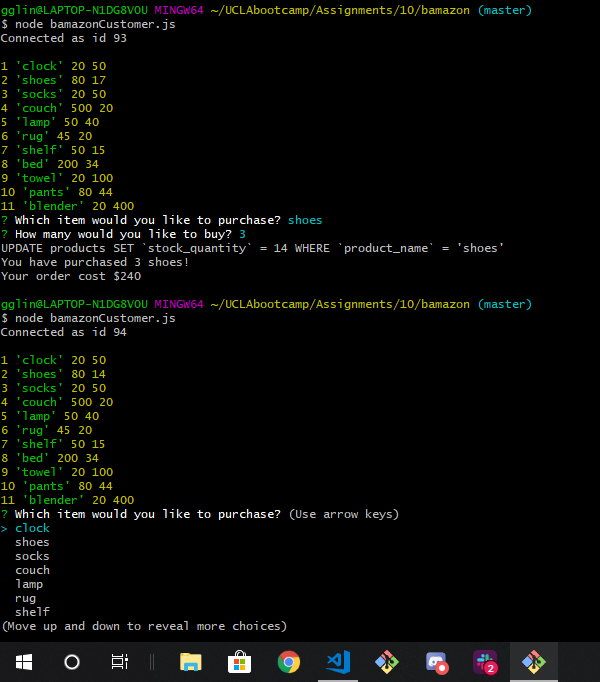 gglin@LAPTOP-N1DG8VOU MINGW64 ~/UCLAbootcamp/Assignments/10/bamazon (master)
$ node bamazonCustomer.js
Connected as id 93
1 'clock' 20 50
2 'shoes' 80 17
3 'socks' 20 50
4 'couch' 500 20
5 'lamp' 50 40
6 'rug' 45 20
7 'shelf' 50 15
8 'bed' 200 34
9 'towel' 20 100
10 'pants' 80 44
11 'blender' 20 400
? Which item would you like to purchase? shoes
? How many would you like to buy? 3
UPDATE products SET `stock_quantity` = 14 WHERE `product_name` = 'shoes'
You have purchased 3 shoes!
Your order cost $240
gglin@LAPTOP-N1DG8VOU MINGW64 ~/UCLAbootcamp/Assignments/10/bamazon (master)
$ node bamazonCustomer.js
Connected as id 94
1 'clock' 20 50
2 'shoes' 80 14
3 'socks' 20 50
4 'couch' 500 20
5 'lamp' 50 40
6 'rug' 45 20
7 'shelf' 50 15
8 'bed' 200 34
9 'towel' 20 100
10 'pants' 80 44
11 'blender' 20 400
? Which item would you like to purchase? (Use arrow keys)
> clock
shoes
socks
couch
lamp
rug
shelf
(Move up and down to reveal more choices)
2